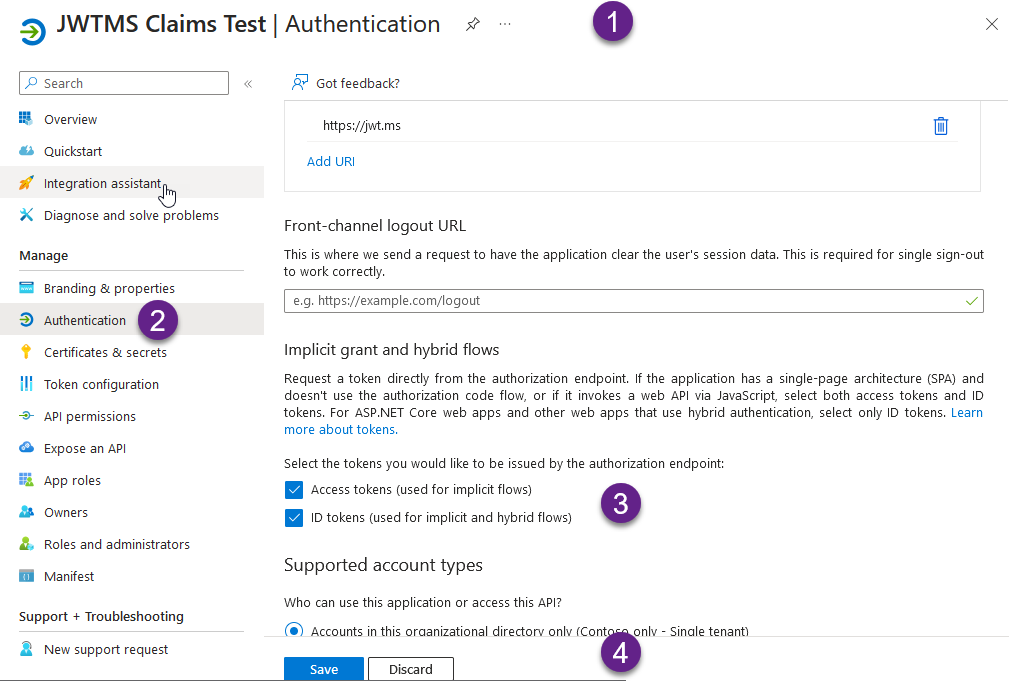 JWTMS Claims Test | Authentication
1
Search
Overview
Quickstart
Integration assistant
Diagnose and solve problems
Manage
Branding & properties
Authentication
2
Certificates & secrets
Token configuration
API permissions
Expose an API
App roles
Owners
Roles and administrators
Manifest
Support + Troubleshooting
New support request
Got feedback?
https://jwt.ms
Add URI
Front-channel logout URL
This is where we send a request to have the application clear the user's session data. This is required for single sign-out
to work correctly.
e.g. https://example.com/logout
Implicit grant and hybrid flows
Request a token directly from the authorization endpoint. If the application has a single-page architecture (SPA) and
doesn't use the authorization code flow, or if it invokes a web API via JavaScript, select both access tokens and ID
tokens. For ASP.NET Core web apps and other web apps that use hybrid authentication, select only ID tokens. Learn
more about tokens.
Select the tokens you would like to be issued by the authorization endpoint:
Access tokens (used for implicit flows)
ID tokens (used for implicit and hybrid flows)
3
Supported account types
Who can use this application or access this API?
Accounts in this organizational directory only (Contoso only - Single tenant)
4
Save
Discard